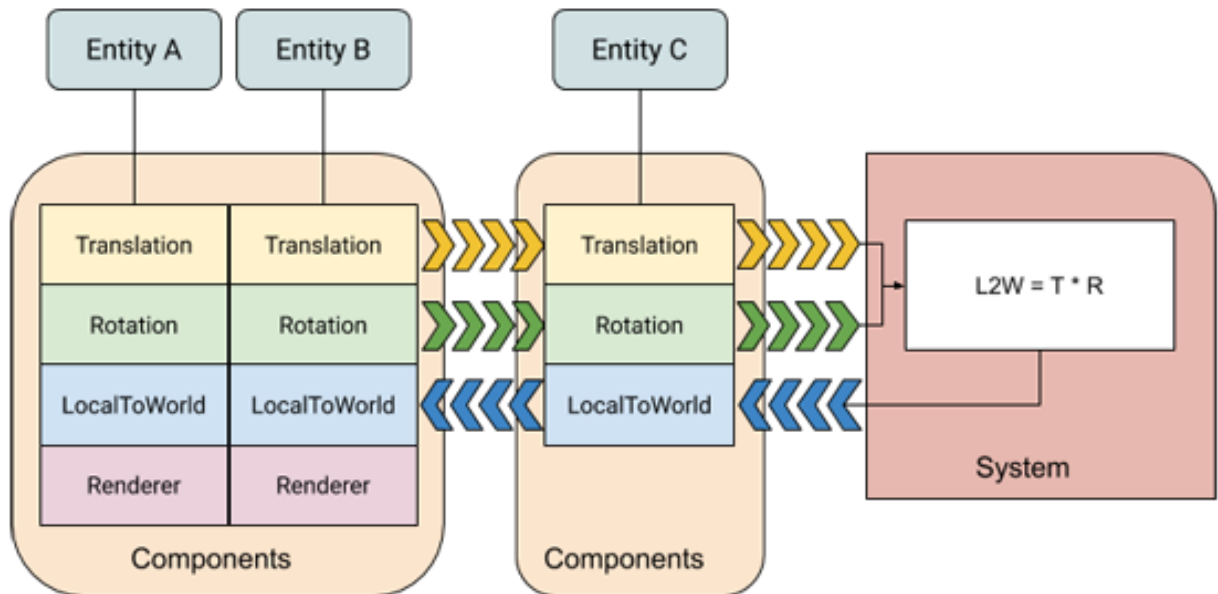 Entity A
Entity B
Entity C
Translation
Translation
Translation
Rotation
Rotation
Rotation
L2W = T * R
LocalToWorld
LocalToWorld
LocalToWorld
Renderer
Renderer
System
Components
Components